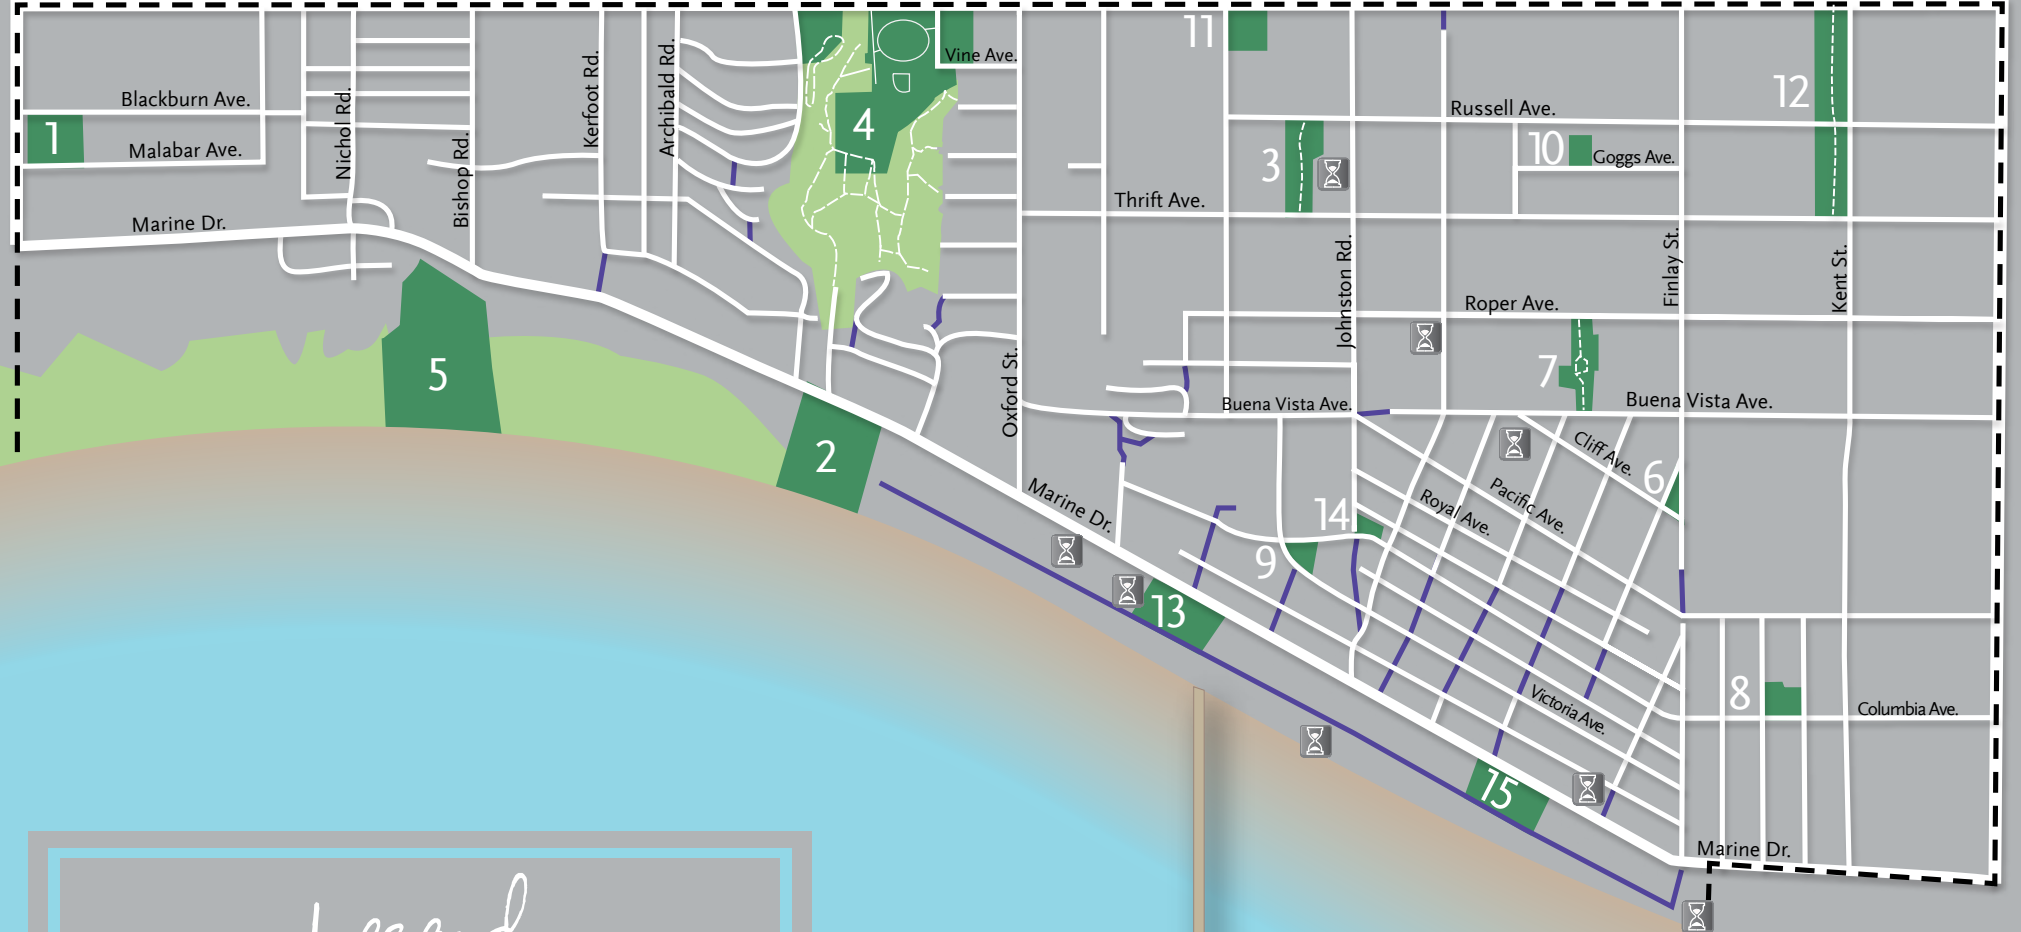 11
Vine Ave.
12
Blackburn Ave.
Nichol Rd.
Kerfoot Rd.
Archibald Rd.
Russell Ave.
1
4
Malabar Ave.
Bishop Rd.
3
10
Goggs Ave.
Thrift Ave.
Marine Dr.
Johnston Rd.
Finlay St.
Kent St.
Roper Ave.
5
Oxford St.
7
Buena Vista Ave.
Buena Vista Ave.
2
Cliff Ave.
6
Marine Dr.
14
Royal Ave.
Pacific Ave.
9
13
8
Victoria Ave.
Columbia Ave.
15
Marine Dr.
Legend